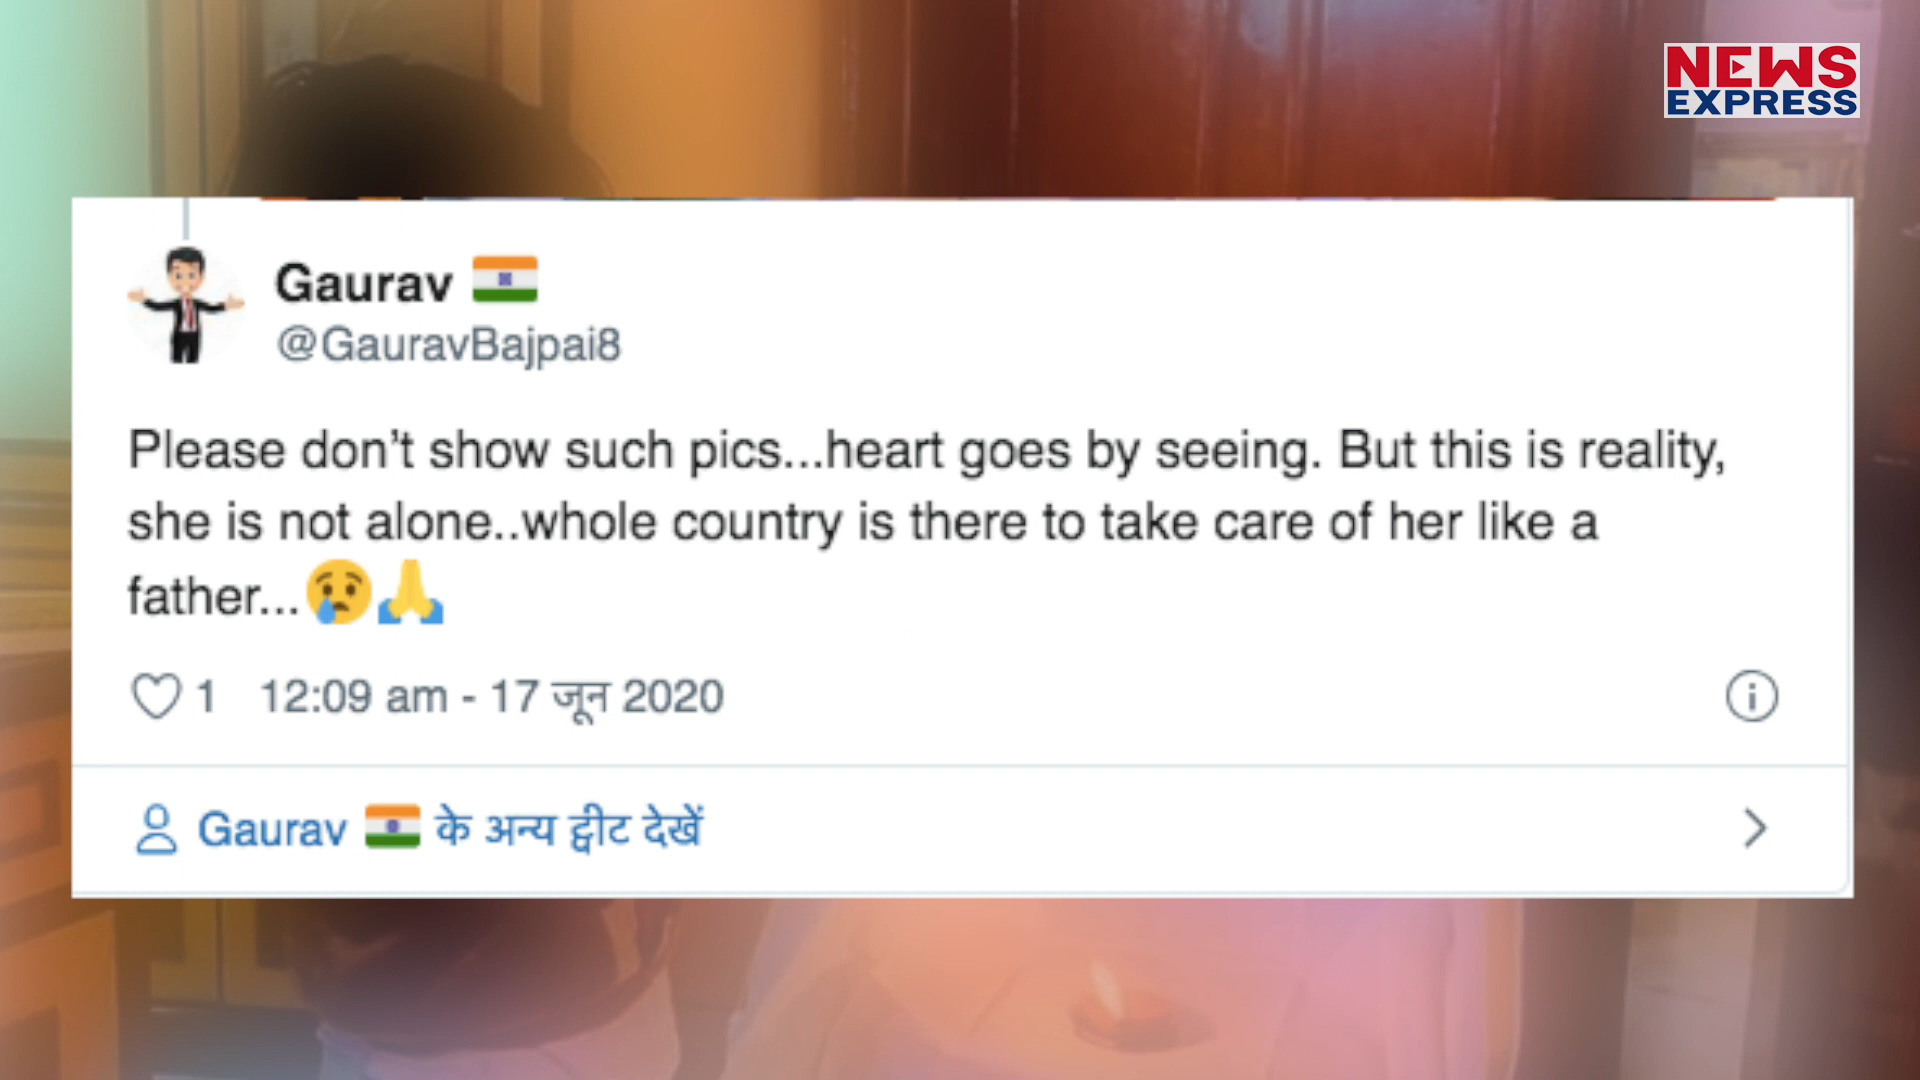 NEWS
EXPRESS
Gaurav 🇮🇳
@GauravBajpai8
Please don’t show such pics...heart goes by seeing. But this is reality,
she is not alone..whole country is there to take care of her like a
father...😢🙏
1 12:09 am - 17 जून 2020
Gaurav 🇮🇳 के अन्य ट्वीट देखें